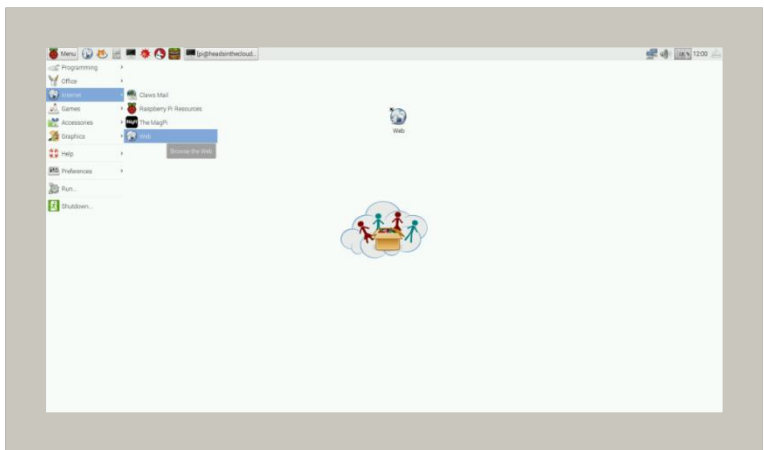 Menu [pi@headsinthecloud... 12:00
Programming
Office
Internet
Games
Accessories
Graphics
Help
Preferences
Run...
Shutdown...
Claws Mail
Raspberry Pi Resources
The MagPi
Web
Browse the Web
Web